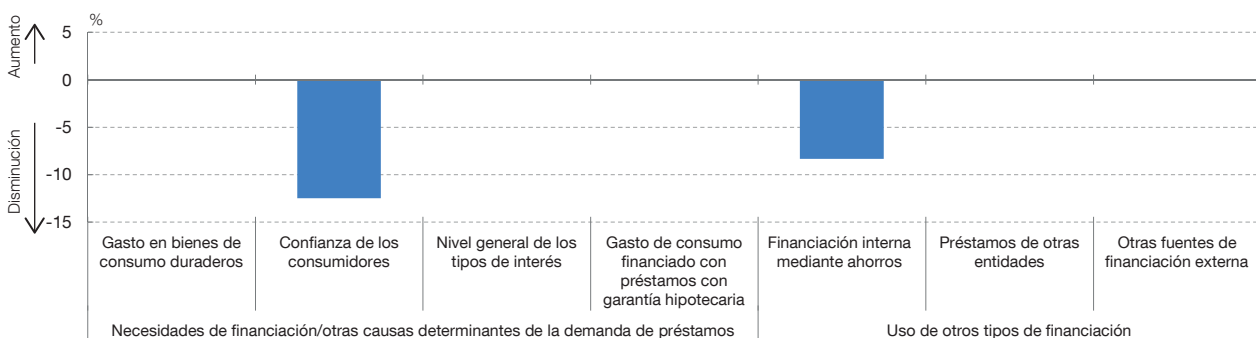 %
Aumento
Disminución
5
0
-5
-10
-15
Gasto en bienes de
consumo duraderos
Confianza de los
consumidores
Nivel general de los
tipos de interés
Gasto de consumo
financiado con
préstamos con
garantía hipotecaria
Financiación interna
mediante ahorros
Préstamos de otras
entidades
Otras fuentes de
financiación externa
Necesidades de financiación/otras causas determinantes de la demanda de préstamos
Uso de otros tipos de financiación